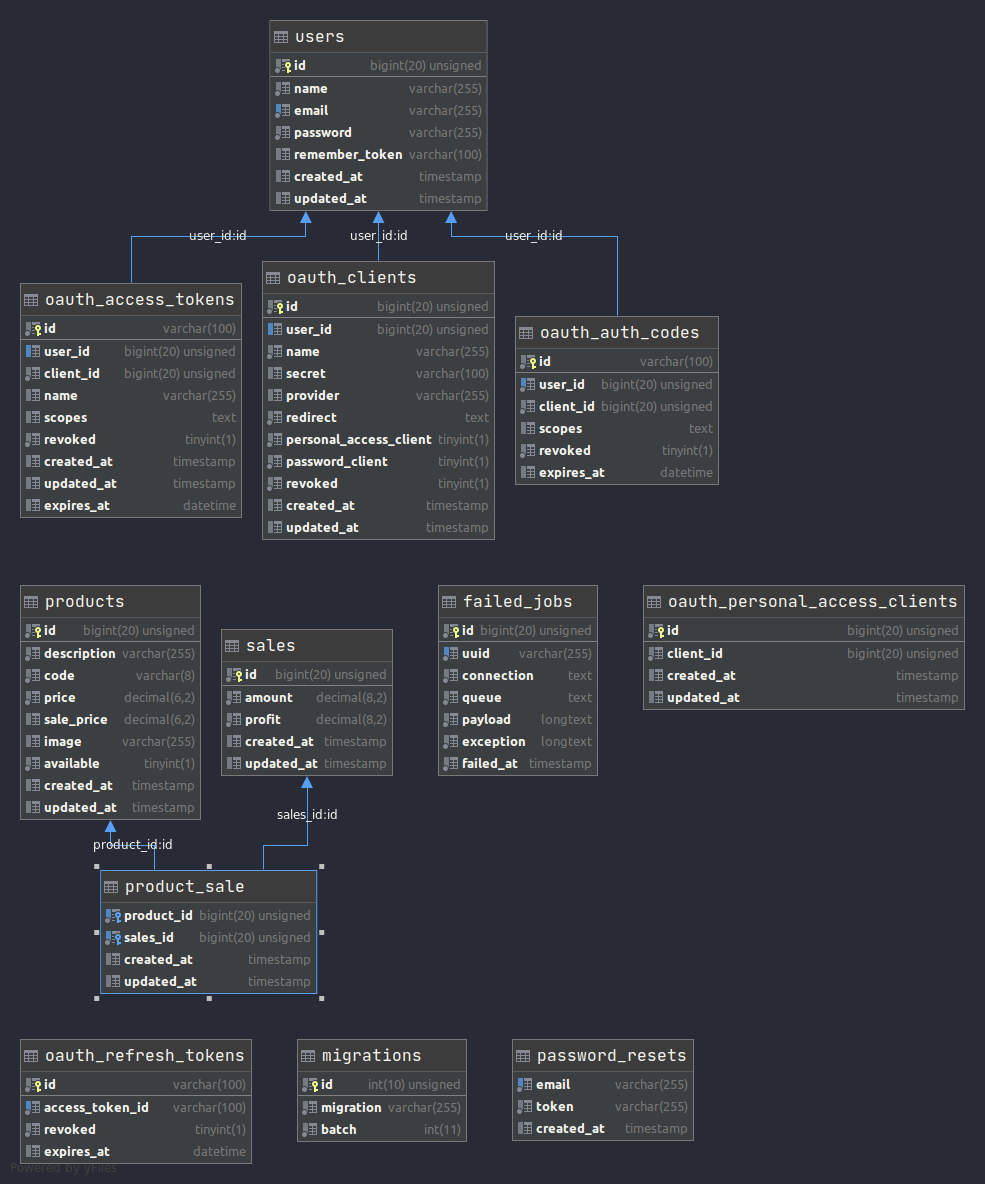 users
id bigint(20) unsigned
name varchar(255)
email varchar(255)
password varchar(255)
remember_token varchar(100)
created_at timestamp
updated_at timestamp
user_id:id
user_id:id
user_id:id
oauth_access_tokens
id varchar(100)
user_id bigint(20) unsigned
client_id bigint(20) unsigned
name varchar(255)
scopes text
revoked tinyint(1)
created_at timestamp
updated_at timestamp
expires_at datetime
oauth_clients
id bigint(20) unsigned
user_id bigint(20) unsigned
name varchar(255)
secret varchar(100)
provider varchar(255)
redirect text
personal_access_client tinyint(1)
password_client tinyint(1)
revoked tinyint(1)
created_at timestamp
updated_at timestamp
oauth_auth_codes
id varchar(100)
user_id bigint(20) unsigned
client_id bigint(20) unsigned
scopes text
revoked tinyint(1)
expires_at datetime
products
id bigint(20) unsigned
description varchar(255)
code varchar(8)
price decimal(6,2)
sale_price decimal(6,2)
image varchar(255)
available tinyint(1)
created_at timestamp
updated_at timestamp
sales
id bigint(20) unsigned
amount decimal(8,2)
profit decimal(8,2)
created_at timestamp
updated_at timestamp
failed_jobs
id bigint(20) unsigned
uuid varchar(255)
connection text
queue text
payload longtext
exception longtext
failed_at timestamp
oauth_personal_access_clients
id bigint(20) unsigned
client_id bigint(20) unsigned
created_at timestamp
updated_at timestamp
sales_id:id
product_id:id
product_sale
product_id bigint(20) unsigned
sales_id bigint(20) unsigned
created_at timestamp
updated_at timestamp
oauth_refresh_tokens
id varchar(100)
access_token_id varchar(100)
revoked tinyint(1)
expires_at datetime
migrations
id int(10) unsigned
migration varchar(255)
batch int(11)
password_resets
email varchar(255)
token varchar(255)
created_at timestamp
Powered by yFiles